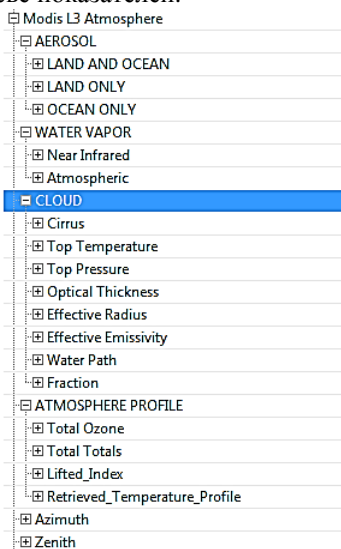 Modis L3 Atmosphere
AEROSOL
LAND AND OCEAN
LAND ONLY
OCEAN ONLY
WATER VAPOR
Near Infrared
Atmospheric
CLOUD
Cirrus
Top Temperature
Top Pressure
Optical Thickness
Effective Radius
Effective Emissivity
Water Path
Fraction
ATMOSPHERE PROFILE
Total Ozone
Total Totals
Lifted_Index
Retrieved_Temperature_Profile
Azimuth
Zenith